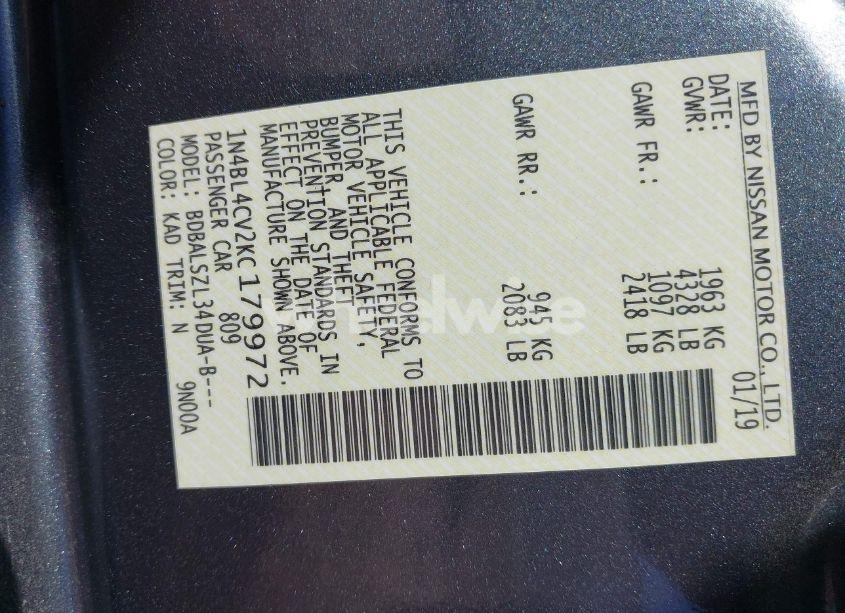 MFD BY NISSAN MOTOR CO., LTD.
DATE: 01/19
GVWR: 1963 KG
4328 LB
GAWR FR.: 1097 KG
2418 LB
GAWR RR.: 945 KG
2083 LB
THIS VEHICLE CONFORMS TO
ALL APPLICABLE FEDERAL
MOTOR VEHICLE SAFETY,
BUMPER, AND THEFT
PREVENTION STANDARDS IN
EFFECT ON THE DATE OF
MANUFACTURE SHOWN ABOVE.
1N4BL4CV2KC179972
PASSENGER CAR 809
MODEL: BDBALSZL34DUA-B---
COLOR: KAD TRIM: N 9N00A
wheelwise